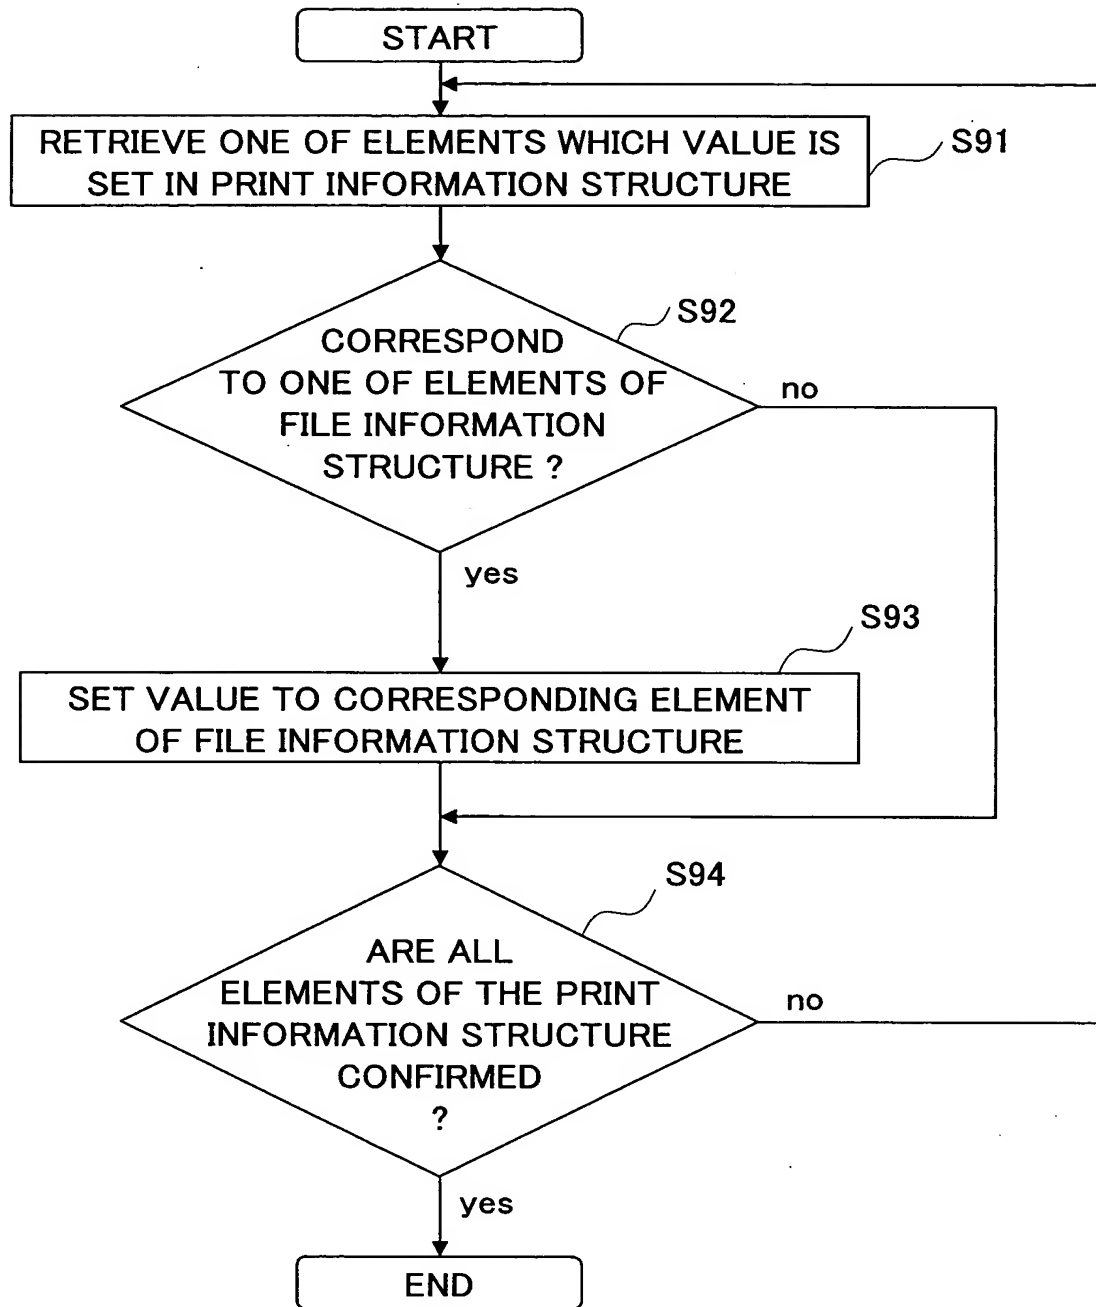 START
RETRIEVE ONE OF ELEMENTS WHICH VALUE IS
SET IN PRINT INFORMATION STRUCTURE
S91
CORRESPOND
TO ONE OF ELEMENTS OF
FILE INFORMATION
STRUCTURE ?
S92
no
yes
S93
SET VALUE TO CORRESPONDING ELEMENT
OF FILE INFORMATION STRUCTURE
S94
ARE ALL
ELEMENTS OF THE PRINT
INFORMATION STRUCTURE
CONFIRMED
?
no
yes
END